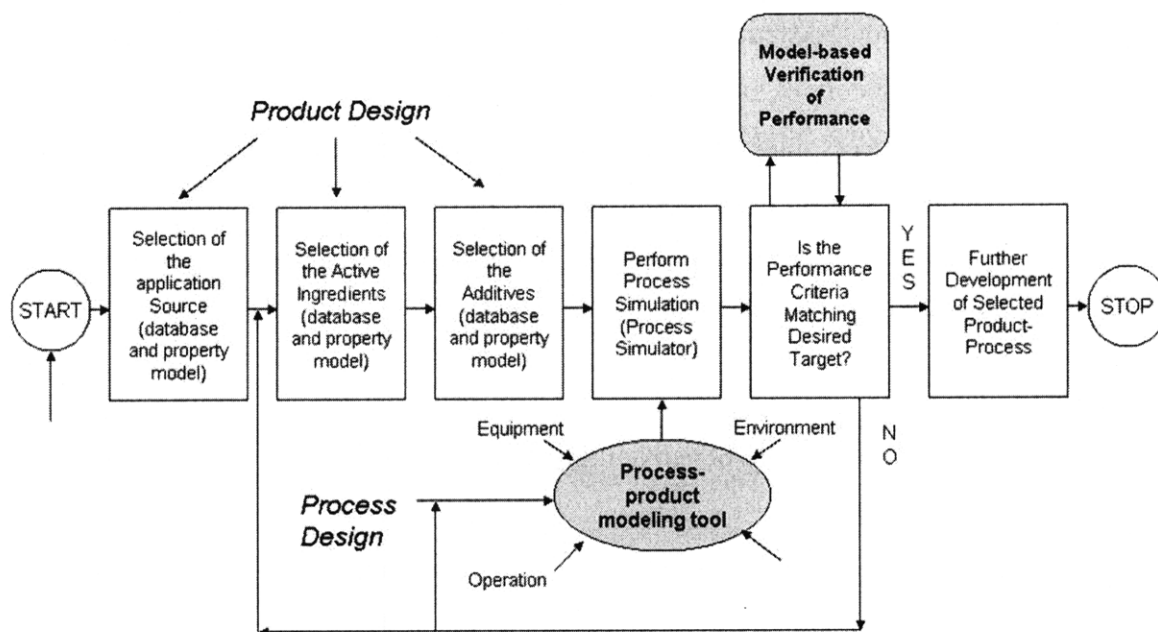 Model-based
Verification
of
Performance
Product Design
START
Selection of
the
application
Source
(database
and property
model)
Selection of
the Active
Ingredients
(database
and property
model)
Selection of
the
Additives
(database
and property
model)
Perform
Process
Simulation
(Process
Simulator)
Is the
Performance
Criteria
Matching
Desired
Target?
YES
Further
Development
of Selected
Product-
Process
STOP
NO
Equipment
Environment
Process-
product
modeling tool
Process
Design
Operation